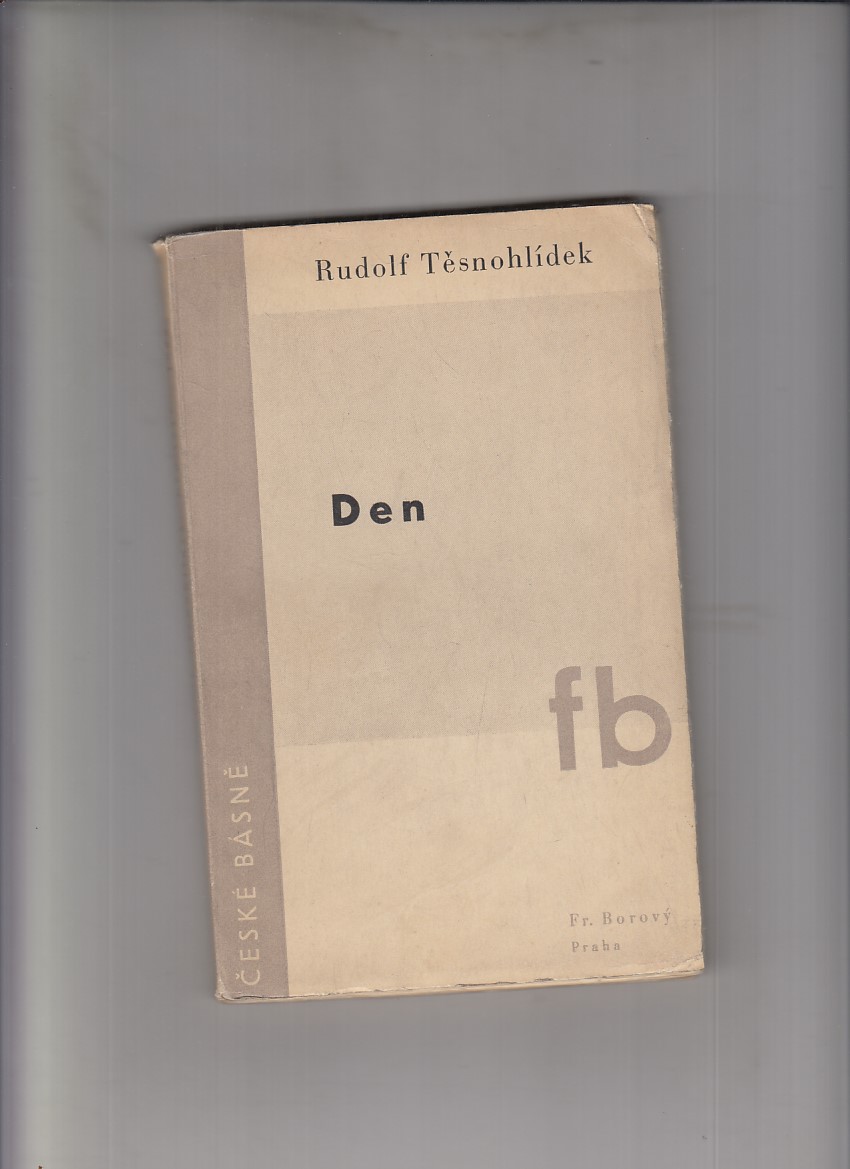 Rudolf Těsnohlídek
Den
fb
ČESKÉ BÁSNĚ
Fr. Borový
Praha